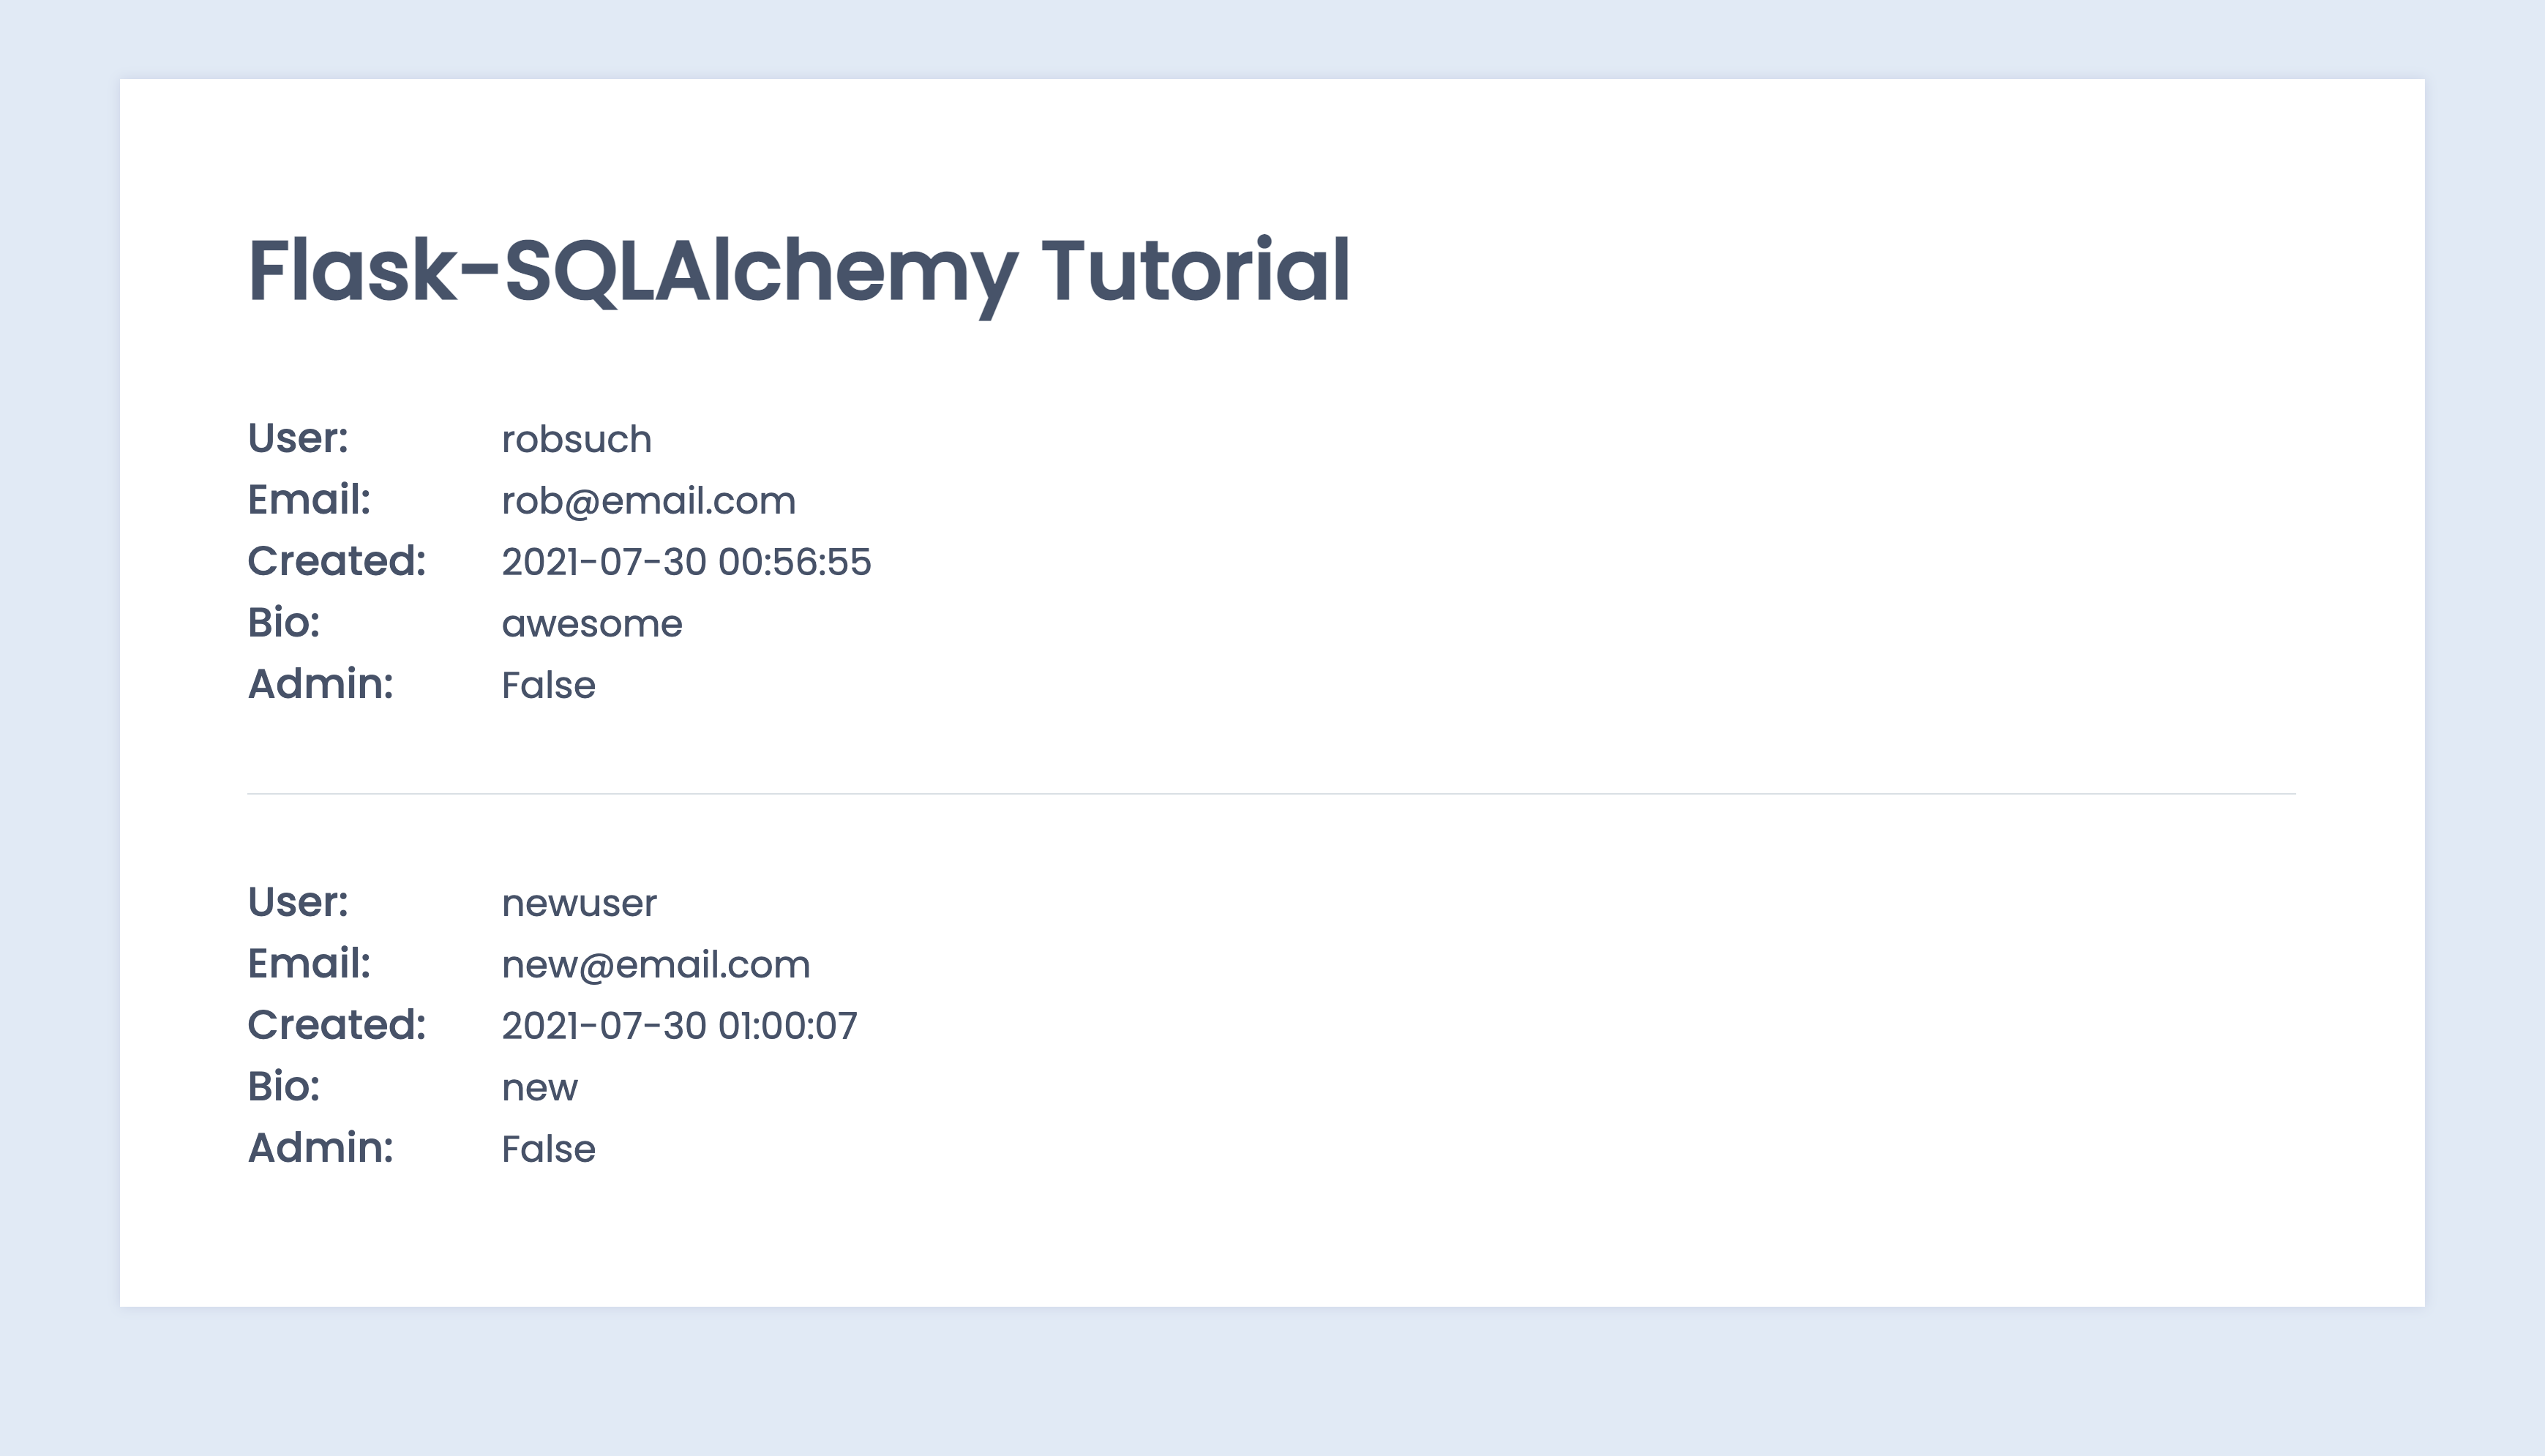 Flask-SQLAlchemy Tutorial
User: robsuch
Email: rob@email.com
Created: 2021-07-30 00:56:55
Bio: awesome
Admin: False
User: newuser
Email: new@email.com
Created: 2021-07-30 01:00:07
Bio: new
Admin: False